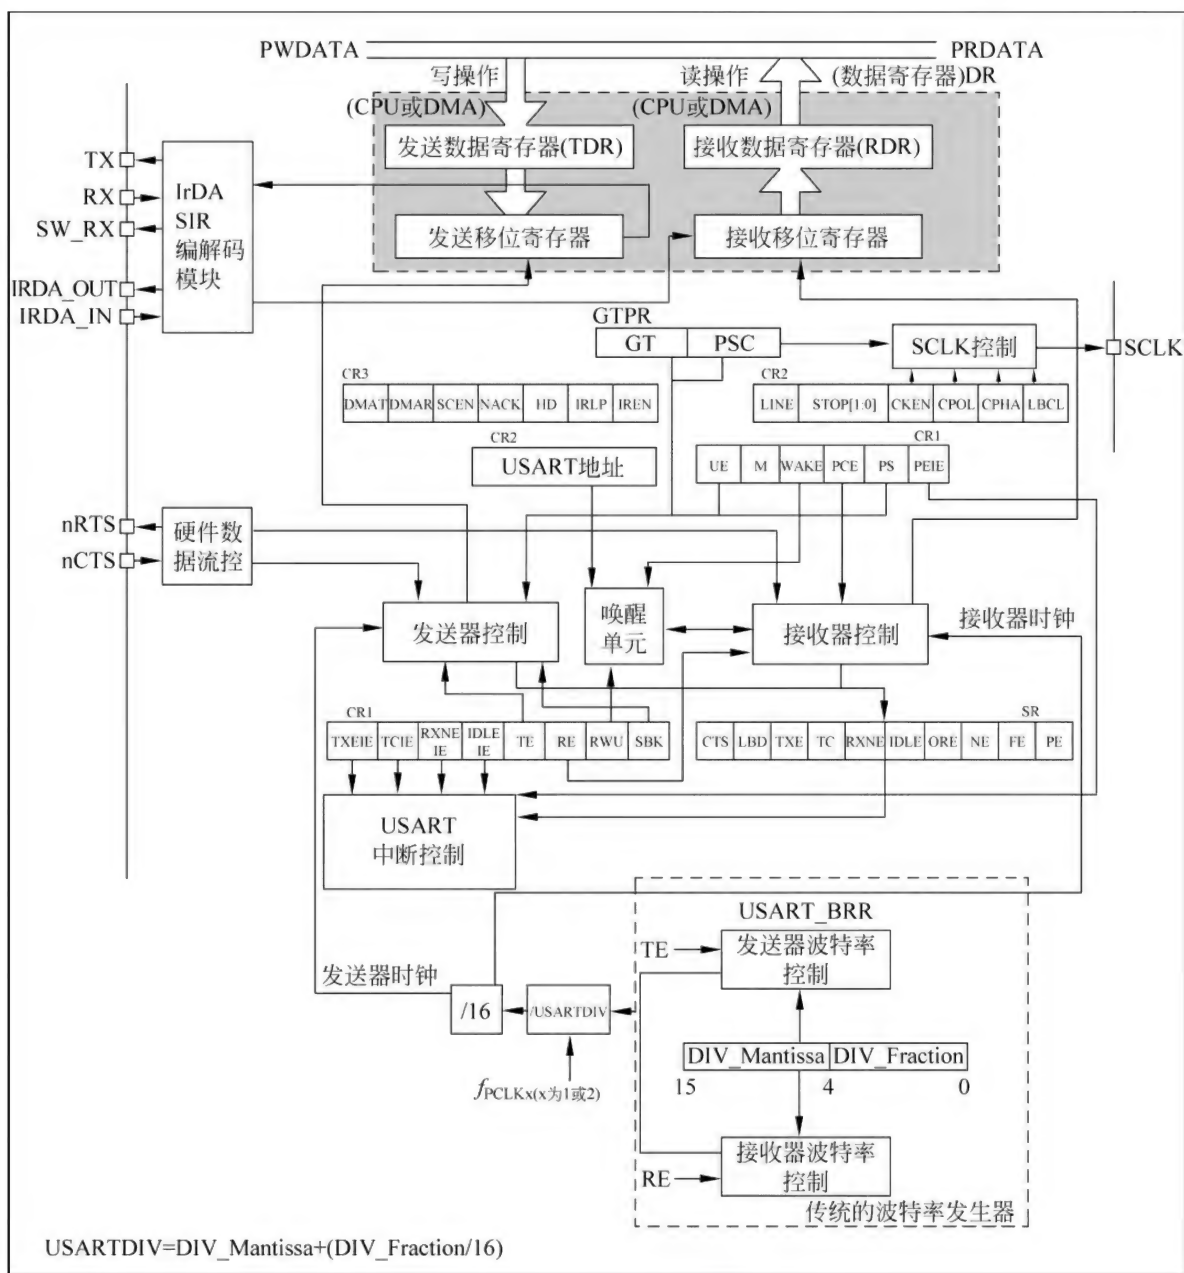 PWDATA
PRDATA
写操作
读操作
(数据寄存器)DR
(CPU或DMA)
(CPU或DMA)
发送数据寄存器(TDR)
接收数据寄存器(RDR)
TX
RX
SW_RX
IRDA_OUT
IRDA_IN
IrDA
SIR
编解码
模块
发送移位寄存器
接收移位寄存器
GTPR
GT
PSC
SCLK控制
SCLK
CR3
DMAT
DMAR
SCEN
NACK
HD
IRLP
IREN
CR2
LINE
STOP[1:0]
CKEN
CPOL
CPHA
LBCL
CR2
USART地址
CR1
UE
M
WAKE
PCE
PS
PEIE
nRTS
nCTS
硬件数
据流控
发送器控制
唤醒
单元
接收器控制
接收器时钟
CR1
TXEIE
TCIE
RXNE
IE
IDLE
IE
TE
RE
RWU
SBK
SR
CTS
LBD
TXE
TC
RXNE
IDLE
ORE
NE
FE
PE
USART
中断控制
USART_BRR
TE
发送器波特率
控制
发送器时钟
/16
/USARTDIV
fPCLKx(x为1或2)
DIV_Mantissa
DIV_Fraction
15
4
0
RE
接收器波特率
控制
传统的波特率发生器
USARTDIV=DIV_Mantissa+(DIV_Fraction/16)